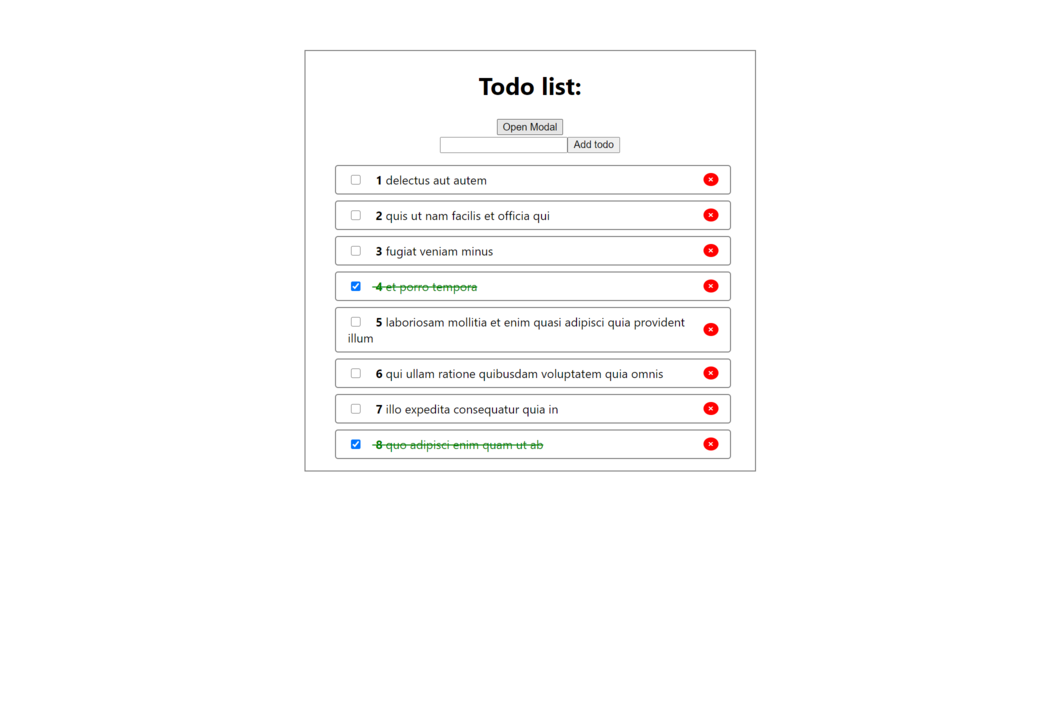 Todo list:
Open Modal
Add todo
1 delectus aut autem
2 quis ut nam facilis et officia qui
3 fugiat veniam minus
4 et porro tempora
5 laboriosam mollitia et enim quasi adipisci quia provident
illum
6 qui ullam ratione quibusdam voluptatem quia omnis
7 illo expedita consequatur quia in
8 quo adipisci enim quam ut ab